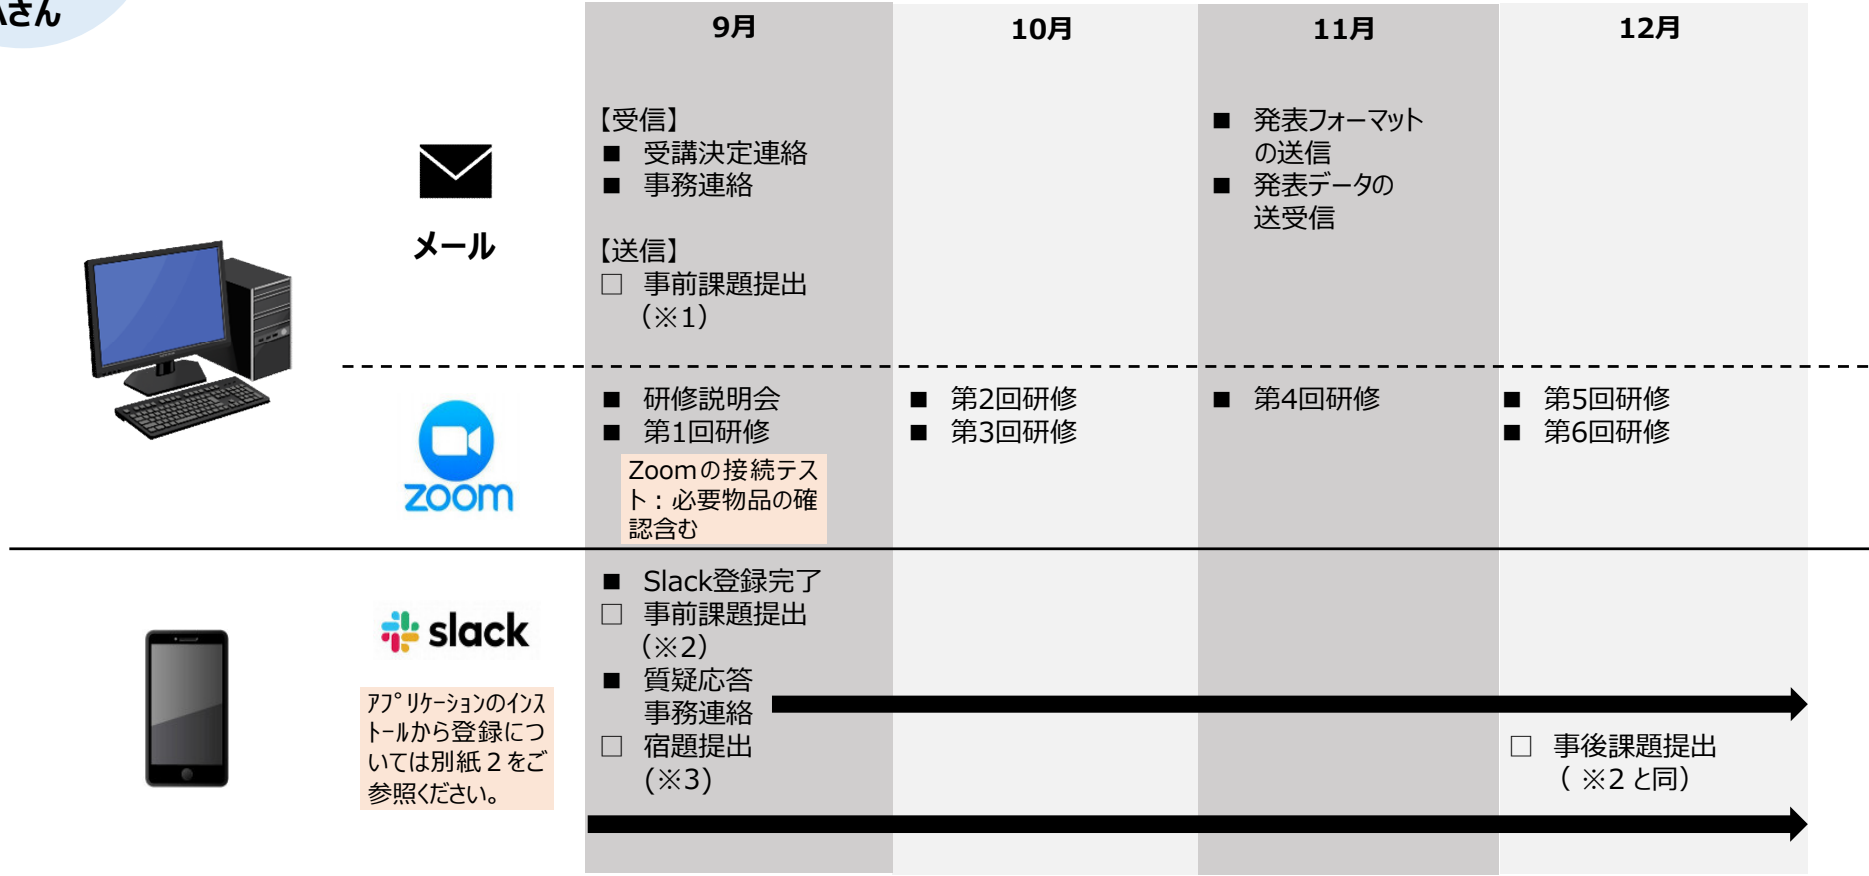 Aさん
9月
10月
11月
12月
メール
【受信】
■ 受講決定連絡
■ 事務連絡
【送信】
□ 事前課題提出
（※1）
■ 発表フォーマット
の送信
■ 発表データの
送受信
zoom
■ 研修説明会
■ 第1回研修
Zoomの接続テス
ト：必要物品の確
認含む
■ 第2回研修
■ 第3回研修
■ 第4回研修
■ 第5回研修
■ 第6回研修
slack
ｱﾌﾟﾘｹｰｼｮﾝのｲﾝｽ
ﾄｰﾙから登録につ
いては別紙２をご
参照ください。
■ Slack登録完了
□ 事前課題提出
（※2）
■ 質疑応答
事務連絡
□ 宿題提出
(※3)
□ 事後課題提出
（ ※2 と同）